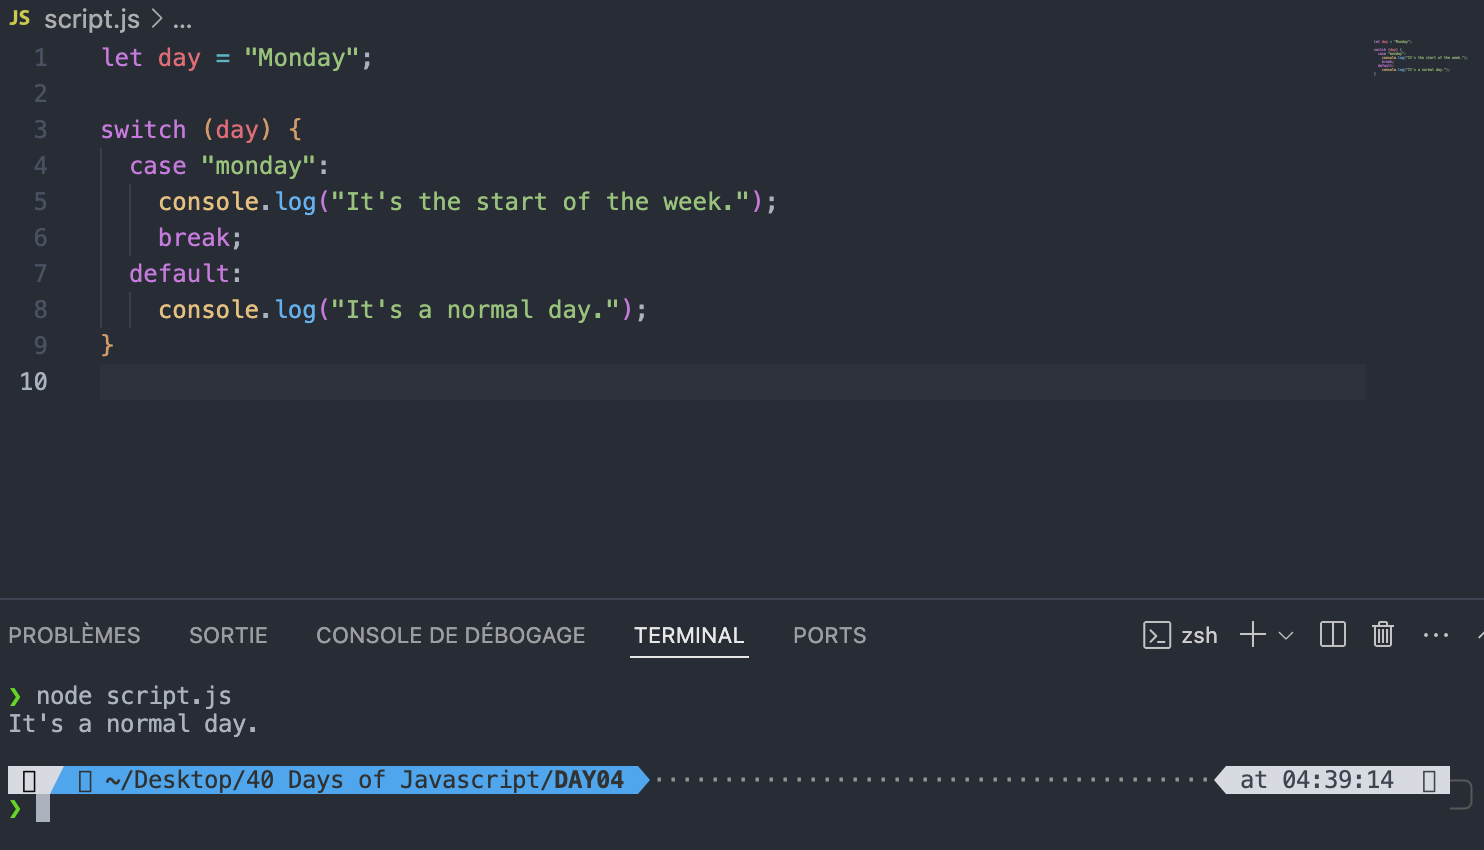 JS script.js > ...
1 let day = "Monday";
2
3 switch (day) {
4 case "monday":
5 console.log("It's the start of the week.");
6 break;
7 default:
8 console.log("It's a normal day.");
9 }
10
PROBLÈMES SORTIE CONSOLE DE DÉBOGAGE TERMINAL PORTS zsh
❯ node script.js
It's a normal day.
~/Desktop/40 Days of Javascript/DAY04 at 04:39:14
❯